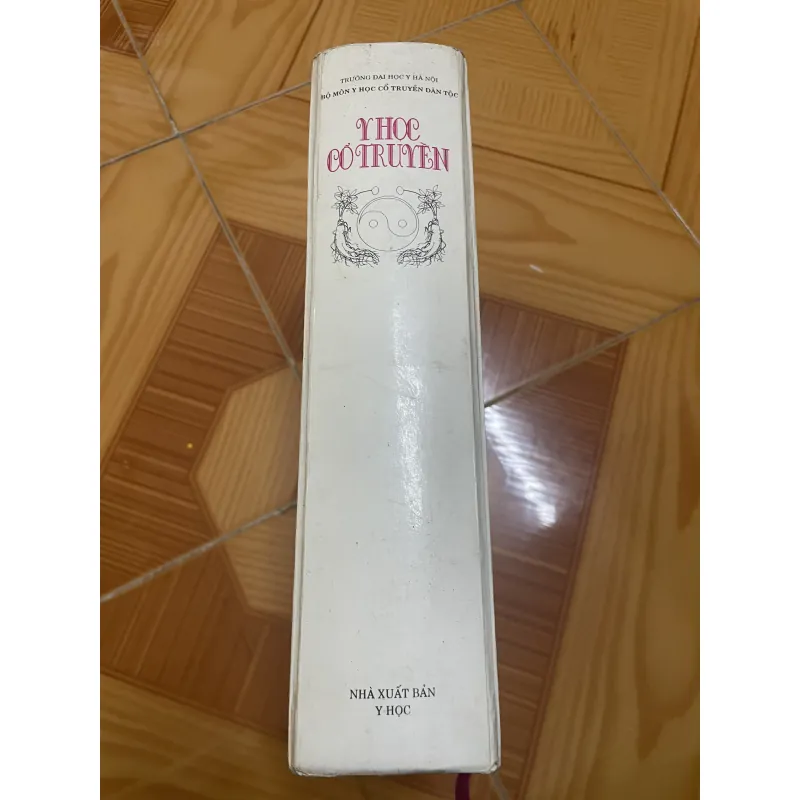 TRƯỜNG ĐẠI HỌC Y HÀ NỘI
BỘ MÔN Y HỌC CỔ TRUYỀN DÂN TỘC
Y HỌC
CỔ TRUYỀN
NHÀ XUẤT BẢN
Y HỌC